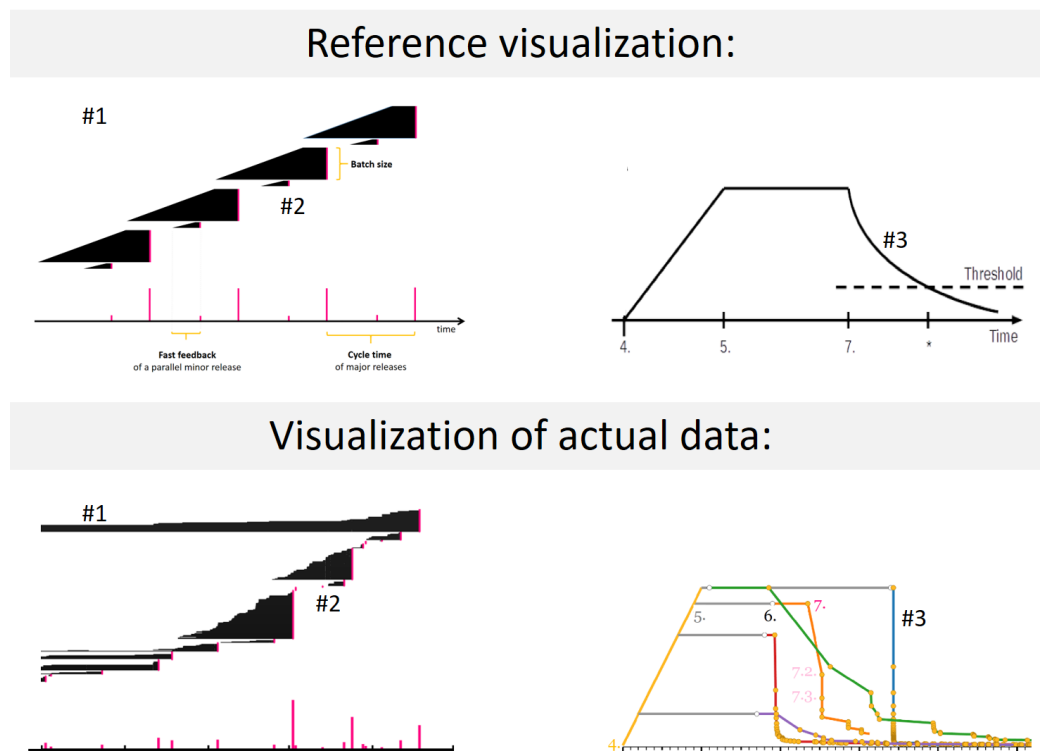 Reference visualization:
#1
Batch size
#2
time
Fast feedback
of a parallel minor release
Cycle time
of major releases
#3
Threshold
4.
5.
7.
*
Time
Visualization of actual data:
#1
#2
5.
6.
7.
#3
7.2.
7.3.
4.